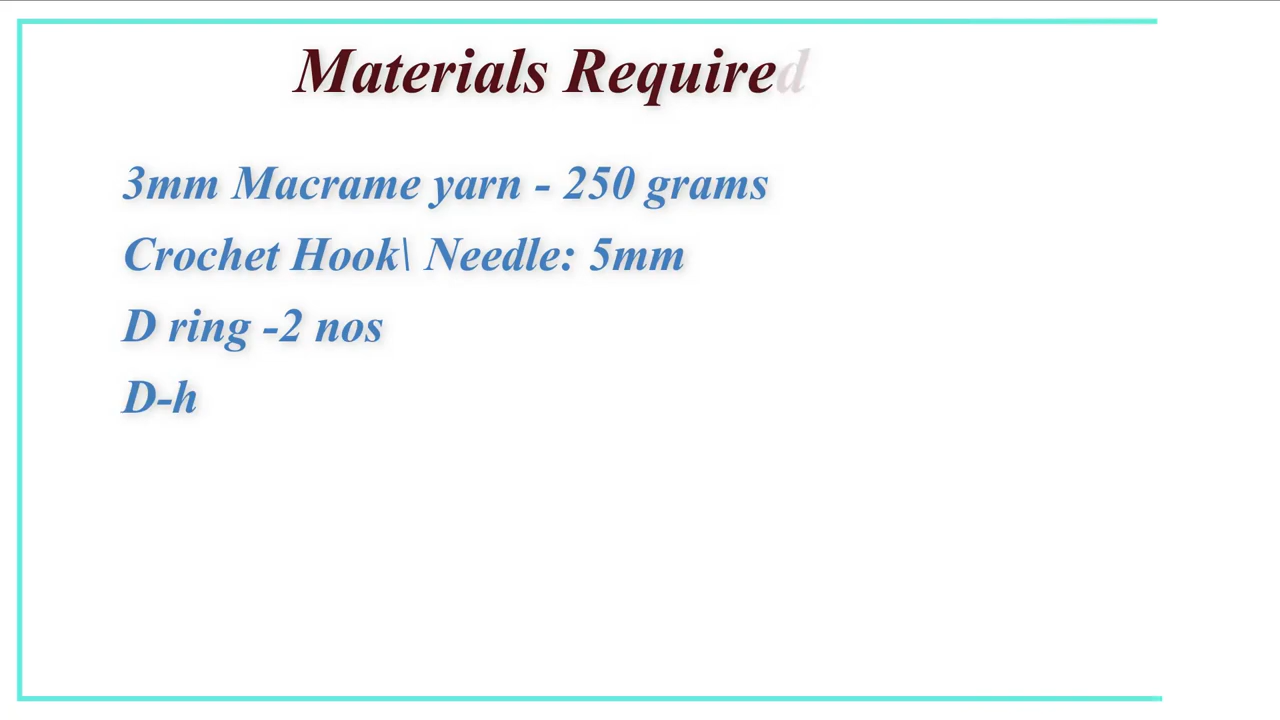 Materials Required
3mm Macrame yarn - 250 grams
Crochet Hook\ Needle: 5mm
D ring -2 nos
D-h